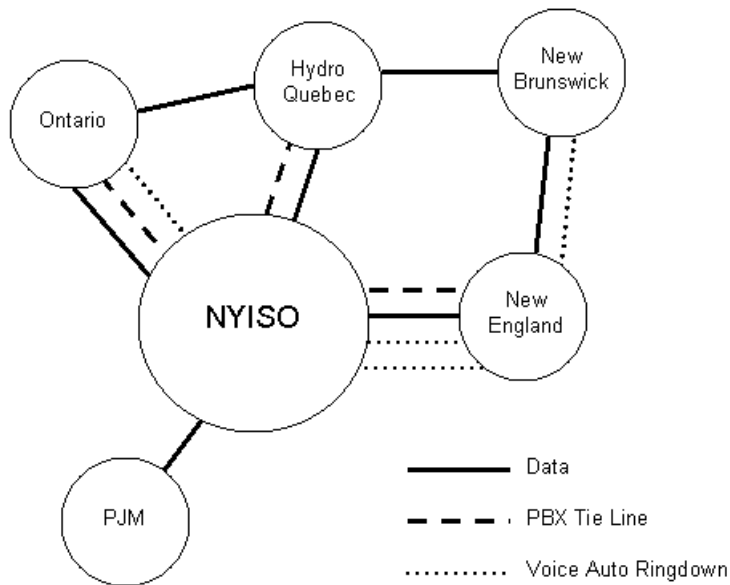 New
Brunswick
Hydro
Quebec
Ontario
NYISO
New
England
PJM
Data
PBX Tie Line
Voice Auto Ringdown